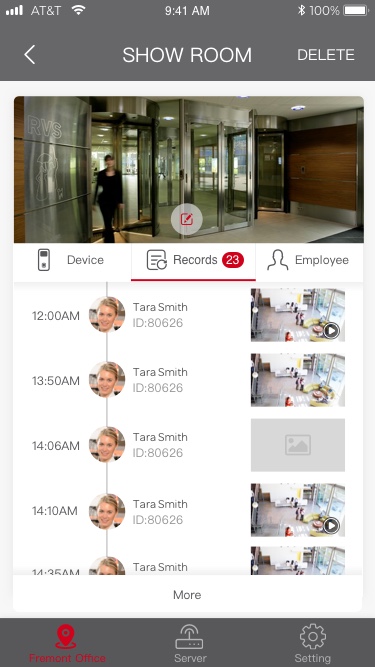 AT&T 9:41 AM 100%
SHOW ROOM DELETE
RVS
Device Records 23 Employee
12:00AM Tara Smith
ID:80626
13:50AM Tara Smith
ID:80626
14:06AM Tara Smith
ID:80626
14:10AM Tara Smith
ID:80626
14:35AM Tara Smith
More
Fremont Office Server Setting